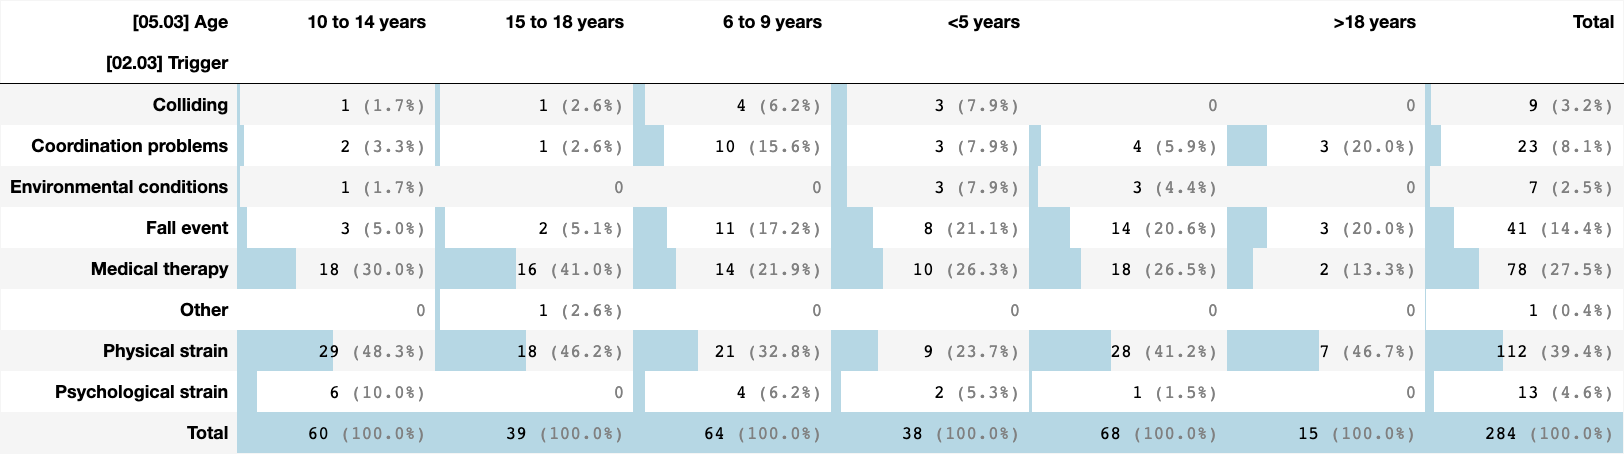 [05.03] Age 10 to 14 years 15 to 18 years 6 to 9 years <5 years >18 years Total
[02.03] Trigger
Colliding 1 (1.7%) 1 (2.6%) 4 (6.2%) 3 (7.9%) 0 0 9 (3.2%)
Coordination problems 2 (3.3%) 1 (2.6%) 10 (15.6%) 3 (7.9%) 4 (5.9%) 3 (20.0%) 23 (8.1%)
Environmental conditions 1 (1.7%) 0 0 3 (7.9%) 3 (4.4%) 0 7 (2.5%)
Fall event 3 (5.0%) 2 (5.1%) 11 (17.2%) 8 (21.1%) 14 (20.6%) 3 (20.0%) 41 (14.4%)
Medical therapy 18 (30.0%) 16 (41.0%) 14 (21.9%) 10 (26.3%) 18 (26.5%) 2 (13.3%) 78 (27.5%)
Other 0 1 (2.6%) 0 0 0 0 1 (0.4%)
Physical strain 29 (48.3%) 18 (46.2%) 21 (32.8%) 9 (23.7%) 28 (41.2%) 7 (46.7%) 112 (39.4%)
Psychological strain 6 (10.0%) 0 4 (6.2%) 2 (5.3%) 1 (1.5%) 0 13 (4.6%)
Total 60 (100.0%) 39 (100.0%) 64 (100.0%) 38 (100.0%) 68 (100.0%) 15 (100.0%) 284 (100.0%)